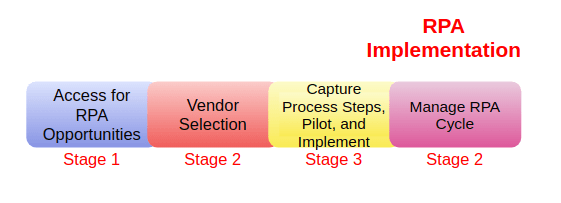 RPA
Implementation
Access for
RPA
Opportunities
Vendor
Selection
Capture
Process Steps,
Pilot, and
Implement
Manage RPA
Cycle
Stage 1
Stage 2
Stage 3
Stage 2